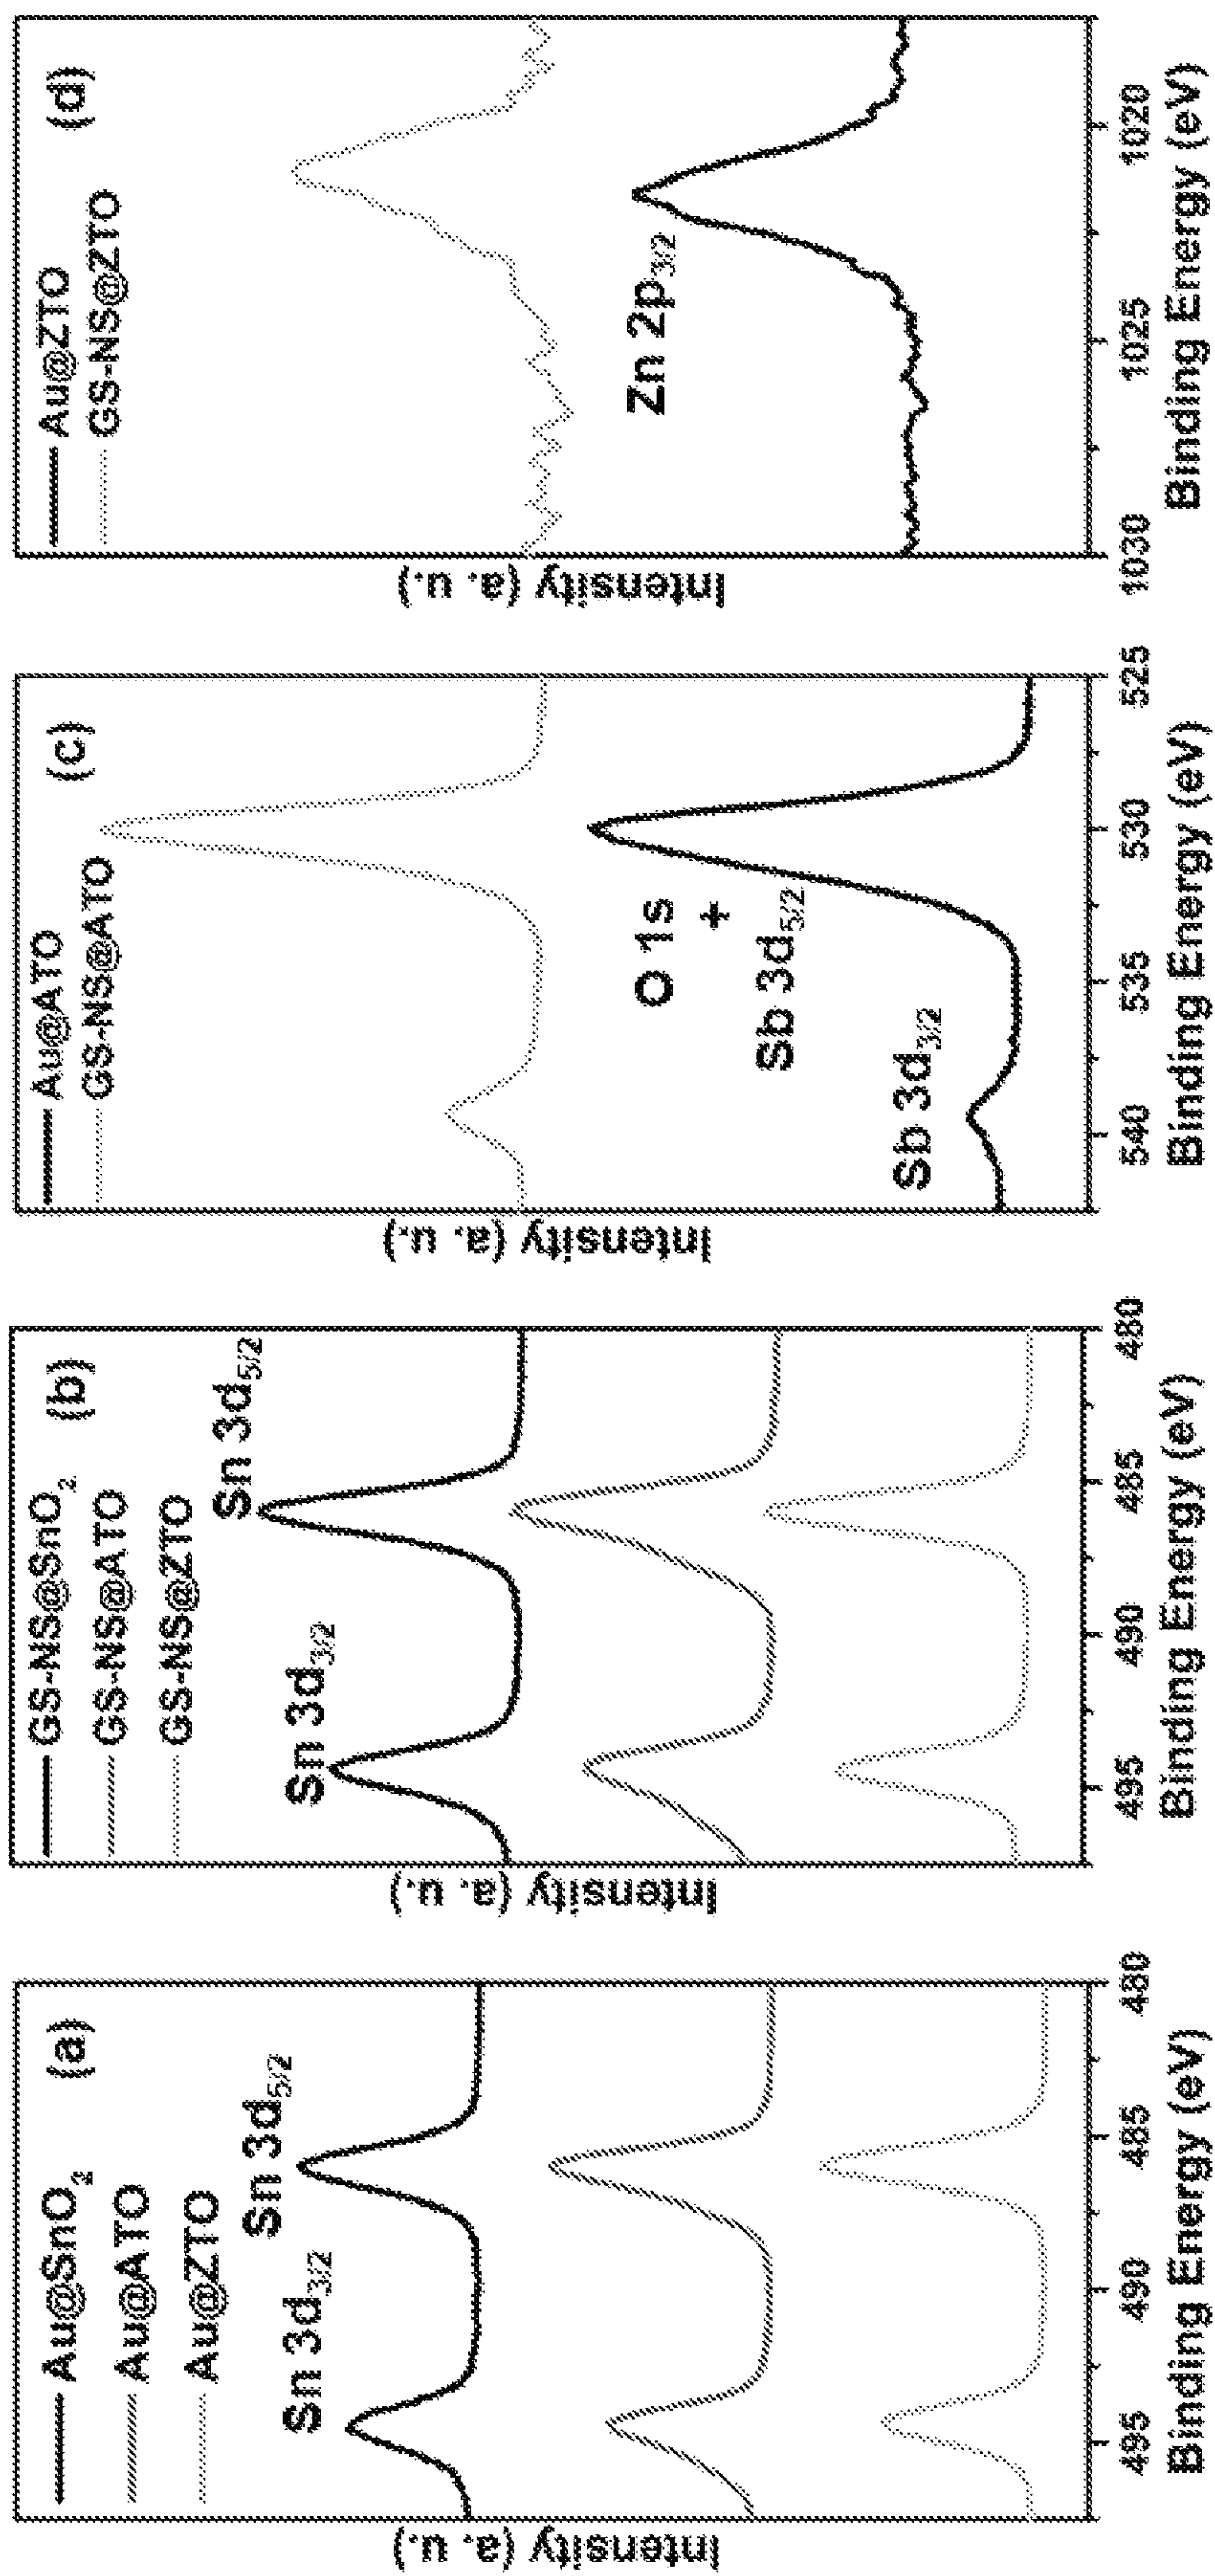 Au@SnO2
Au@ATO
Au@ZTO
(a)
Sn 3d3/2
Sn 3d5/2
Intensity (a. u.)
495 490 485 480
Binding Energy (eV)
GS-NS@SnO2
GS-NS@ATO
GS-NS@ZTO
(b)
Sn 3d3/2
Sn 3d5/2
Intensity (a. u.)
495 490 485 480
Binding Energy (eV)
Au@ATO
GS-NS@ATO
(c)
O 1s
+
Sb 3d5/2
Sb 3d3/2
Intensity (a. u.)
540 535 530 525
Binding Energy (eV)
Au@ZTO
GS-NS@ZTO
(d)
Zn 2p3/2
Intensity (a. u.)
1030 1025 1020
Binding Energy (eV)